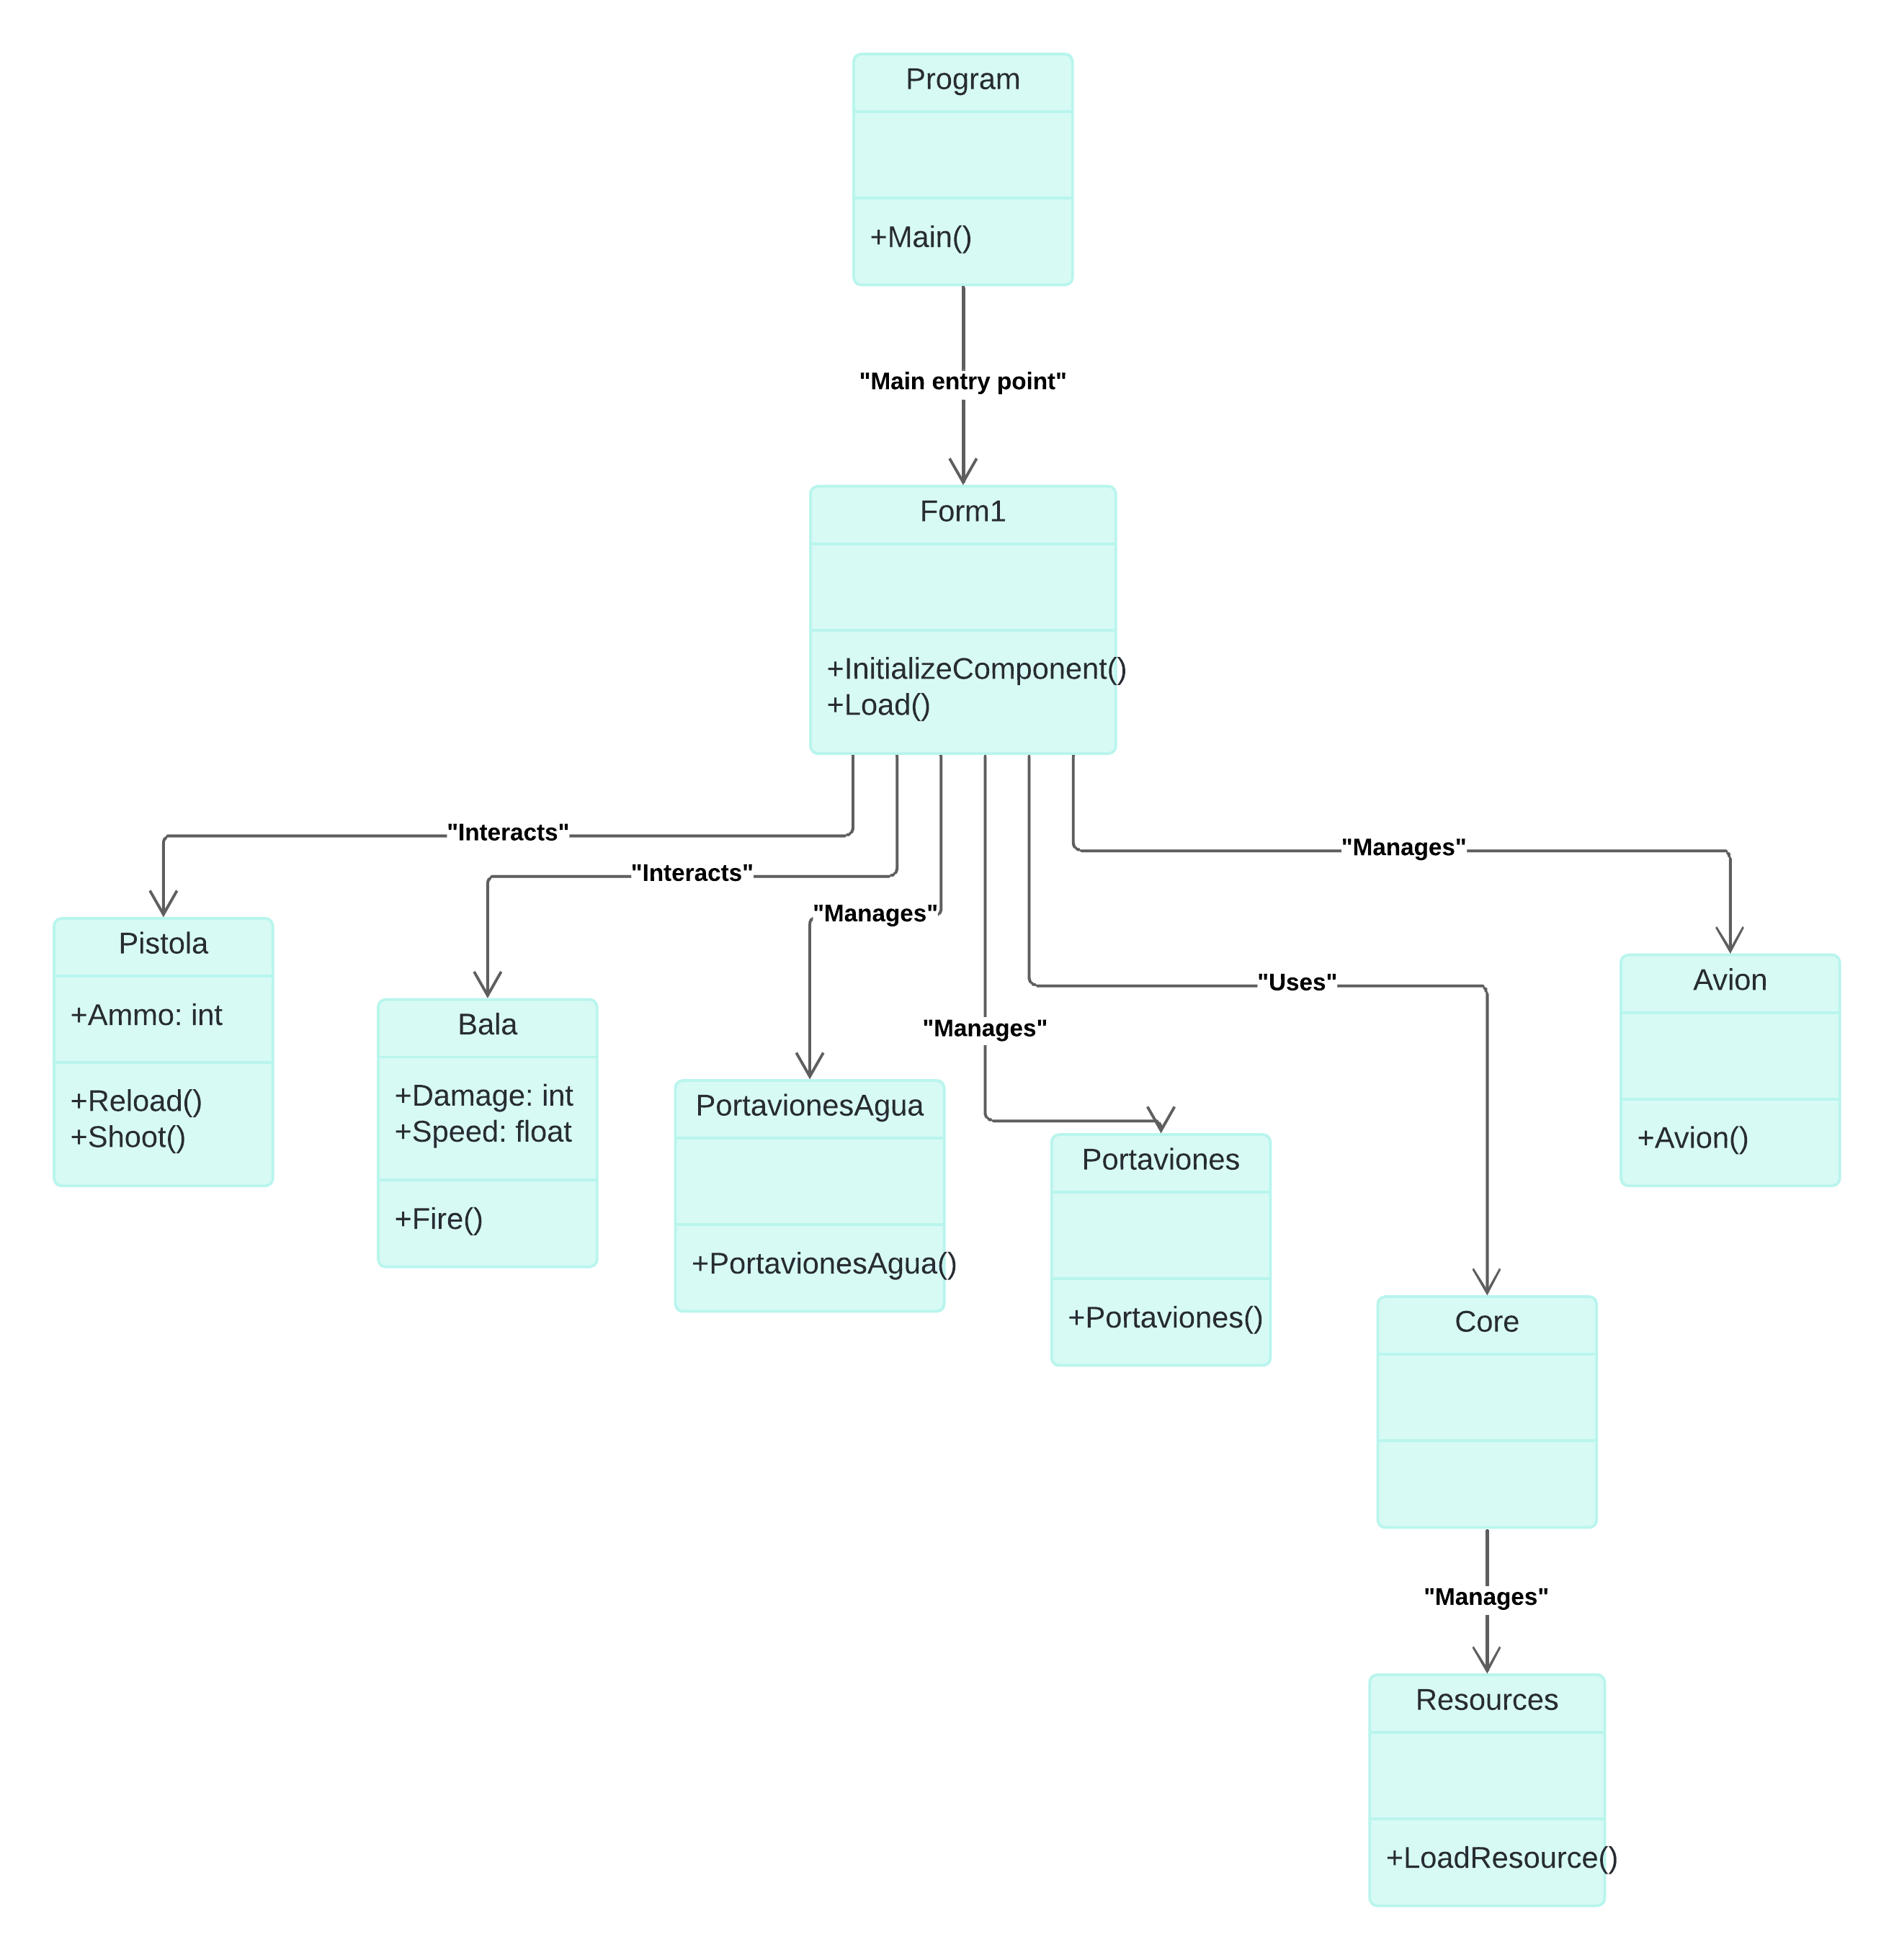 Program
+Main()
"Main entry point"
Form1
+InitializeComponent()
+Load()
"Interacts"
"Interacts"
"Manages"
"Manages"
"Uses"
"Manages"
Pistola
+Ammo: int
+Reload()
+Shoot()
Bala
+Damage: int
+Speed: float
+Fire()
PortavionesAgua
+PortavionesAgua()
Portaviones
+Portaviones()
Avion
+Avion()
Core
"Manages"
Resources
+LoadResource()